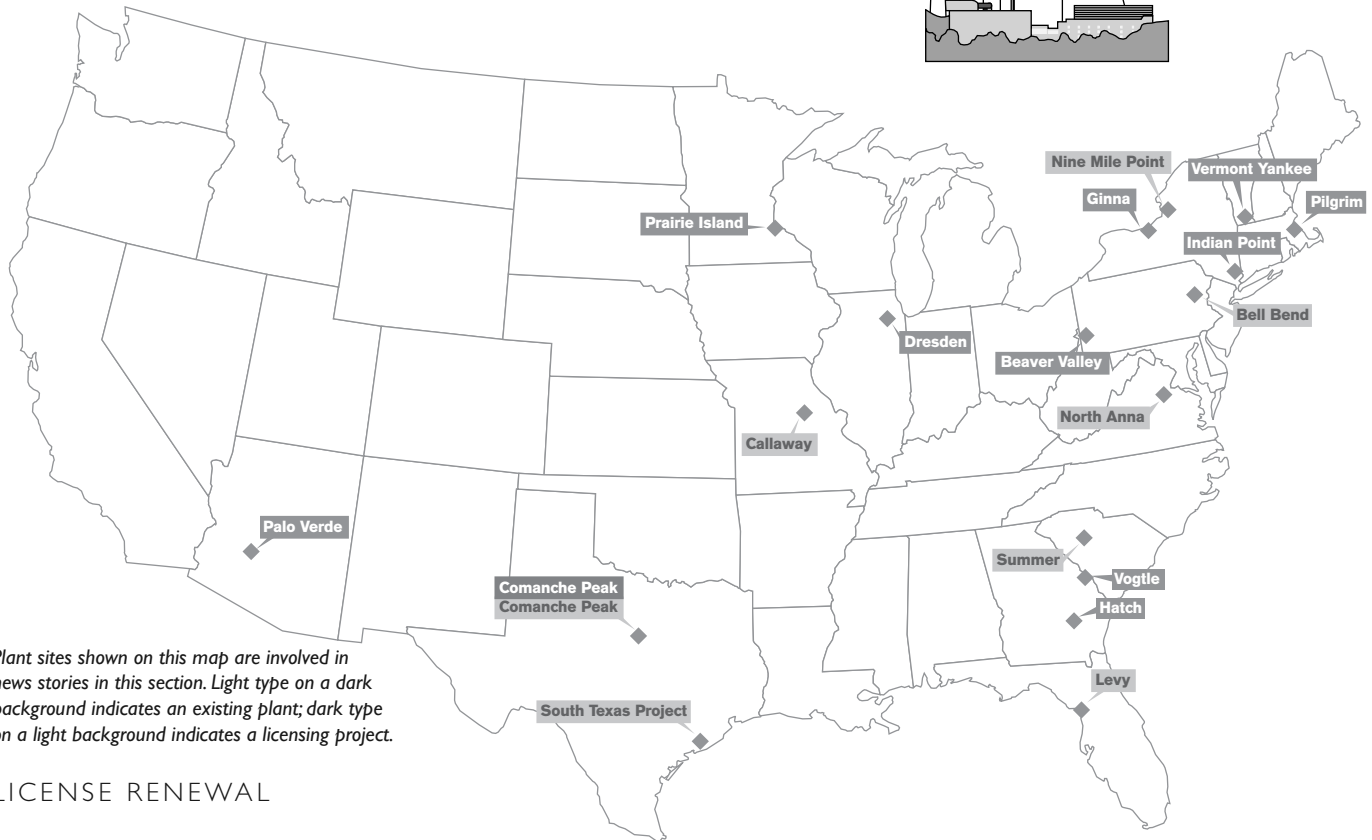 Nine Mile Point
Vermont Yankee
Ginna
Pilgrim
Prairie Island
Indian Point
Bell Bend
Dresden
Beaver Valley
North Anna
Callaway
Palo Verde
Summer
Vogtle
Comanche Peak
Comanche Peak
Hatch
Levy
South Texas Project
Plant sites shown on this map are involved in
news stories in this section. Light type on a dark
background indicates an existing plant; dark type
on a light background indicates a licensing project.
LICENSE RENEWAL